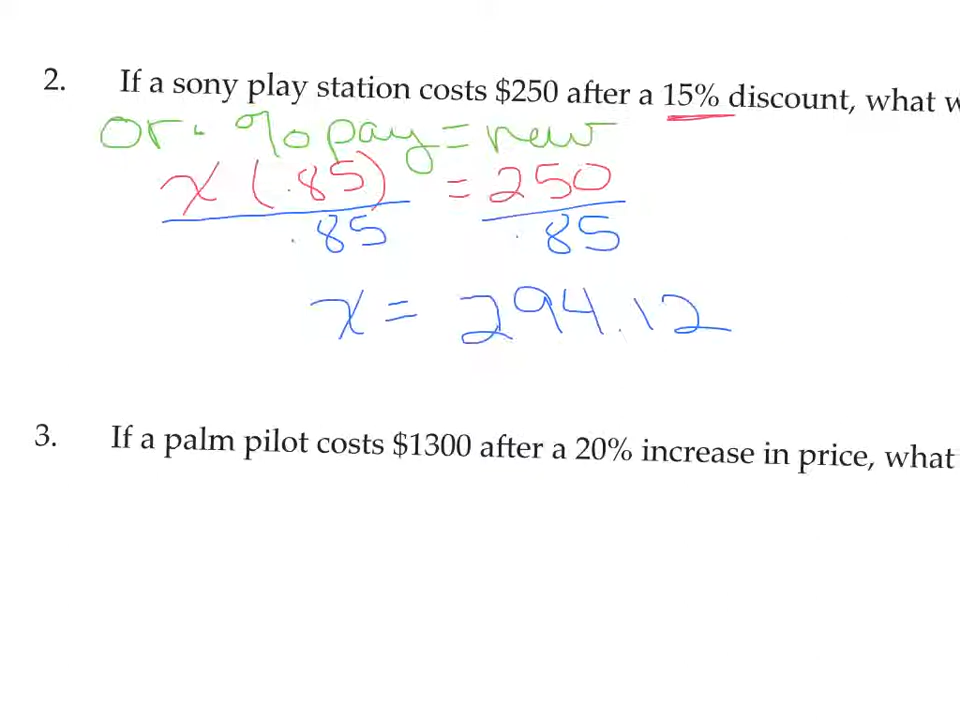 2. If a sony play station costs $250 after a 15% discount, what
or · % pay = new
x (.85) = 250
.85 .85
x = 294.12
3. If a palm pilot costs $1300 after a 20% increase in price, what